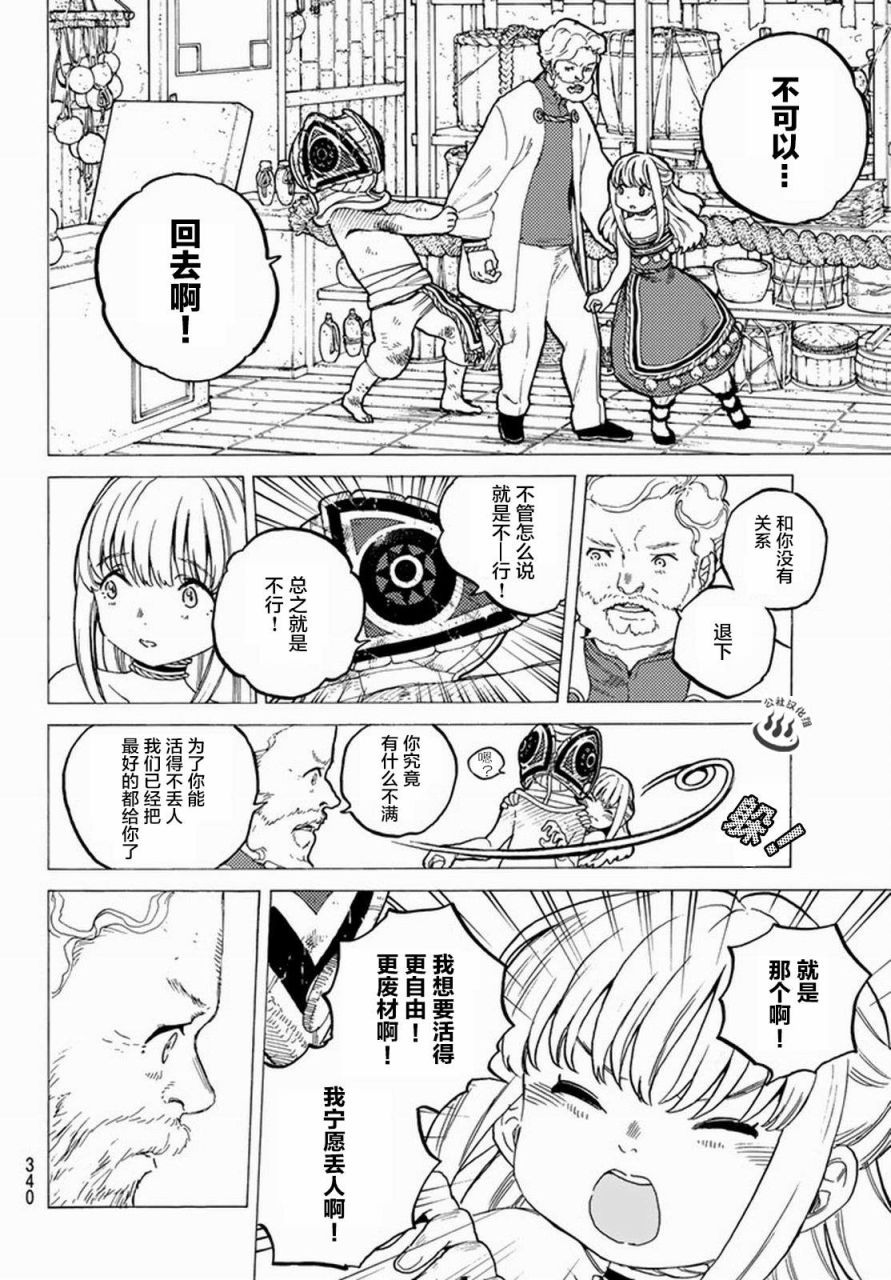 不可以…
回去啊！
和你没有
关系
退下
不管怎么说
就是不—行！
总之就是
不行！
公社汉化组
躲！
嗯？
你究竟
有什么不满
为了你能
活得不丢人
我们已经把
最好的都给你了
就是
那个啊！
我想要活得
更自由！
更废材啊！
我宁愿丢人啊！
340